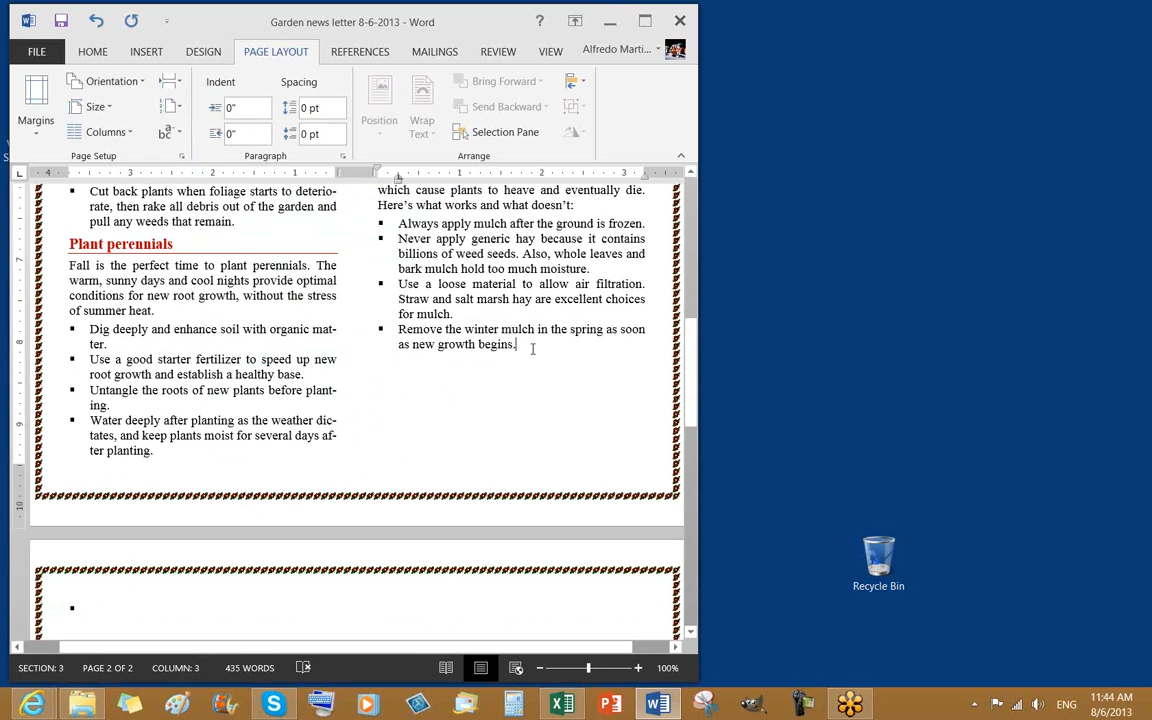 Garden news letter 8-6-2013 - Word
?
FILE HOME INSERT DESIGN PAGE LAYOUT REFERENCES MAILINGS REVIEW VIEW Alfredo Marti...
Margins
Orientation
Size
Columns
Page Setup
Indent
0"
0"
Spacing
0 pt
0 pt
Paragraph
Position
Wrap
Text
Bring Forward
Send Backward
Selection Pane
Arrange
4 3 2 1 1 2 3
7
8
9
10
▪ Cut back plants when foliage starts to deterio-
rate, then rake all debris out of the garden and
pull any weeds that remain.
Plant perennials
Fall is the perfect time to plant perennials. The
warm, sunny days and cool nights provide optimal
conditions for new root growth, without the stress
of summer heat.
▪ Dig deeply and enhance soil with organic mat-
ter.
▪ Use a good starter fertilizer to speed up new
root growth and establish a healthy base.
▪ Untangle the roots of new plants before plant-
ing.
▪ Water deeply after planting as the weather dic-
tates, and keep plants moist for several days af-
ter planting.
which cause plants to heave and eventually die.
Here's what works and what doesn't:
▪ Always apply mulch after the ground is frozen.
▪ Never apply generic hay because it contains
billions of weed seeds. Also, whole leaves and
bark mulch hold too much moisture.
▪ Use a loose material to allow air filtration.
Straw and salt marsh hay are excellent choices
for mulch.
▪ Remove the winter mulch in the spring as soon
as new growth begins.
▪
SECTION: 3 PAGE 2 OF 2 COLUMN: 3 435 WORDS 100%
Recycle Bin
ENG
11:44 AM
8/6/2013